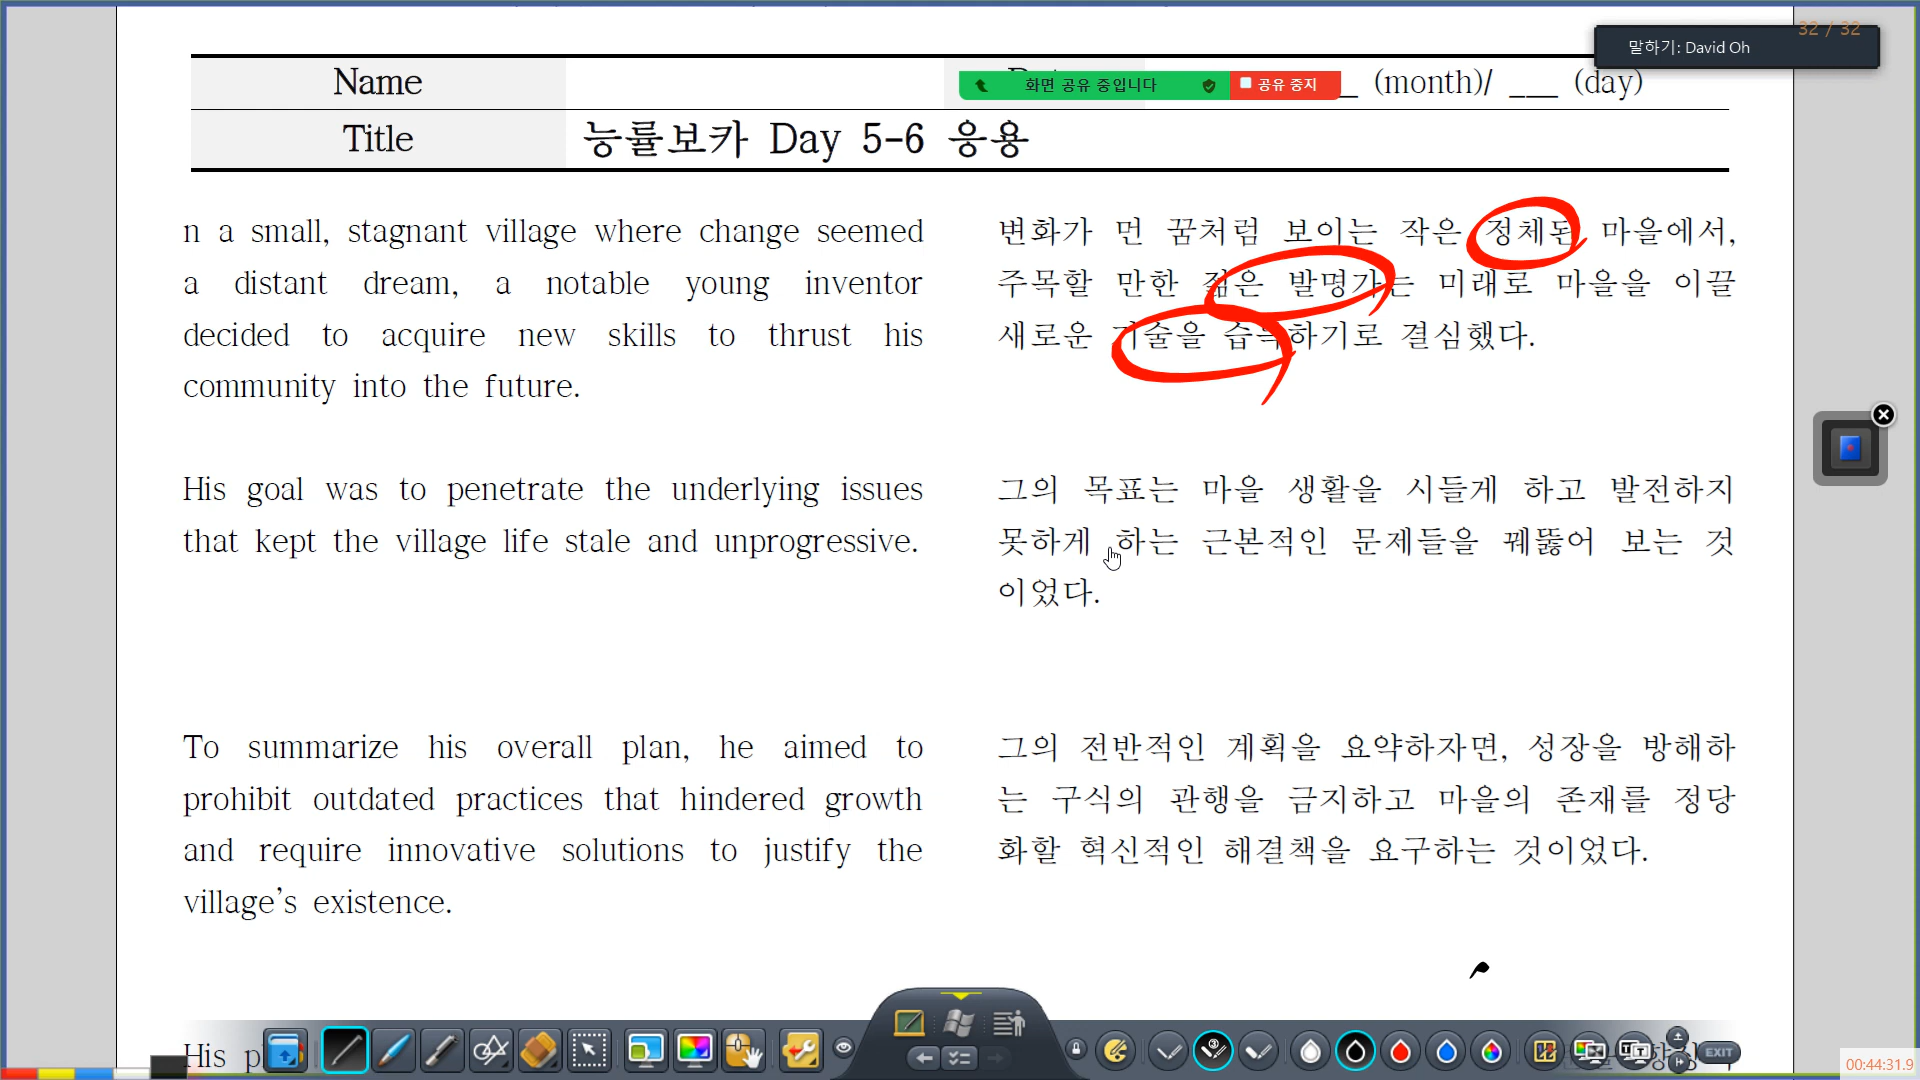 32 / 32
말하기: David Oh
Name
화면 공유 중입니다
공유 중지
(month)/ ___ (day)
Title
능률보카 Day 5-6 응용
n a small, stagnant village where change seemed
a distant dream, a notable young inventor
decided to acquire new skills to thrust his
community into the future.
변화가 먼 꿈처럼 보이는 작은 정체된 마을에서,
주목할 만한 젊은 발명가는 미래로 마을을 이끌
새로운 기술을 습득하기로 결심했다.
His goal was to penetrate the underlying issues
that kept the village life stale and unprogressive.
그의 목표는 마을 생활을 시들게 하고 발전하지
못하게 하는 근본적인 문제들을 꿰뚫어 보는 것
이었다.
To summarize his overall plan, he aimed to
prohibit outdated practices that hindered growth
and require innovative solutions to justify the
village's existence.
그의 전반적인 계획을 요약하자면, 성장을 방해하
는 구식의 관행을 금지하고 마을의 존재를 정당
화할 혁신적인 해결책을 요구하는 것이었다.
His
EXIT
00:44:31.9